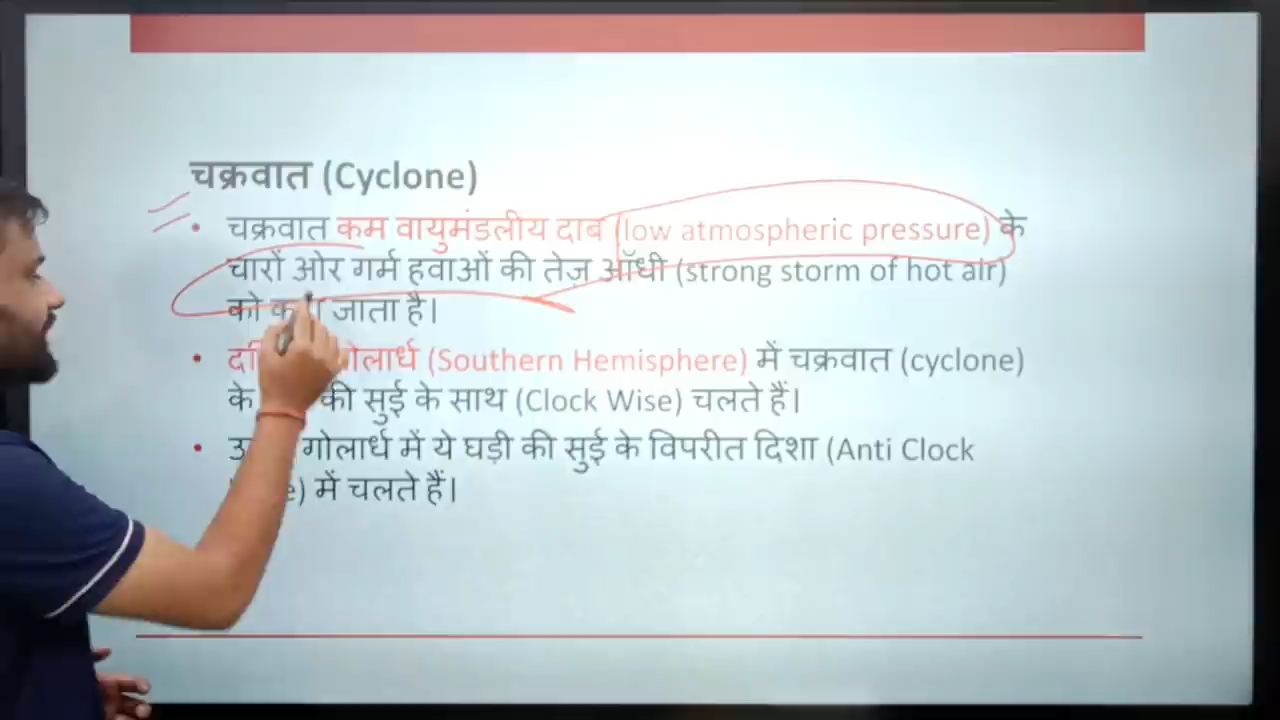 चक्रवात (Cyclone)
• चक्रवात कम वायुमंडलीय दाब (low atmospheric pressure) के
चारों ओर गर्म हवाओं की तेज़ आँधी (strong storm of hot air)
को जाता है।
• गोलार्ध (Southern Hemisphere) में चक्रवात (cyclone)
के की सुई के साथ (Clock Wise) चलते हैं।
• गोलार्ध में ये घड़ी की सुई के विपरीत दिशा (Anti Clock
में चलते हैं।